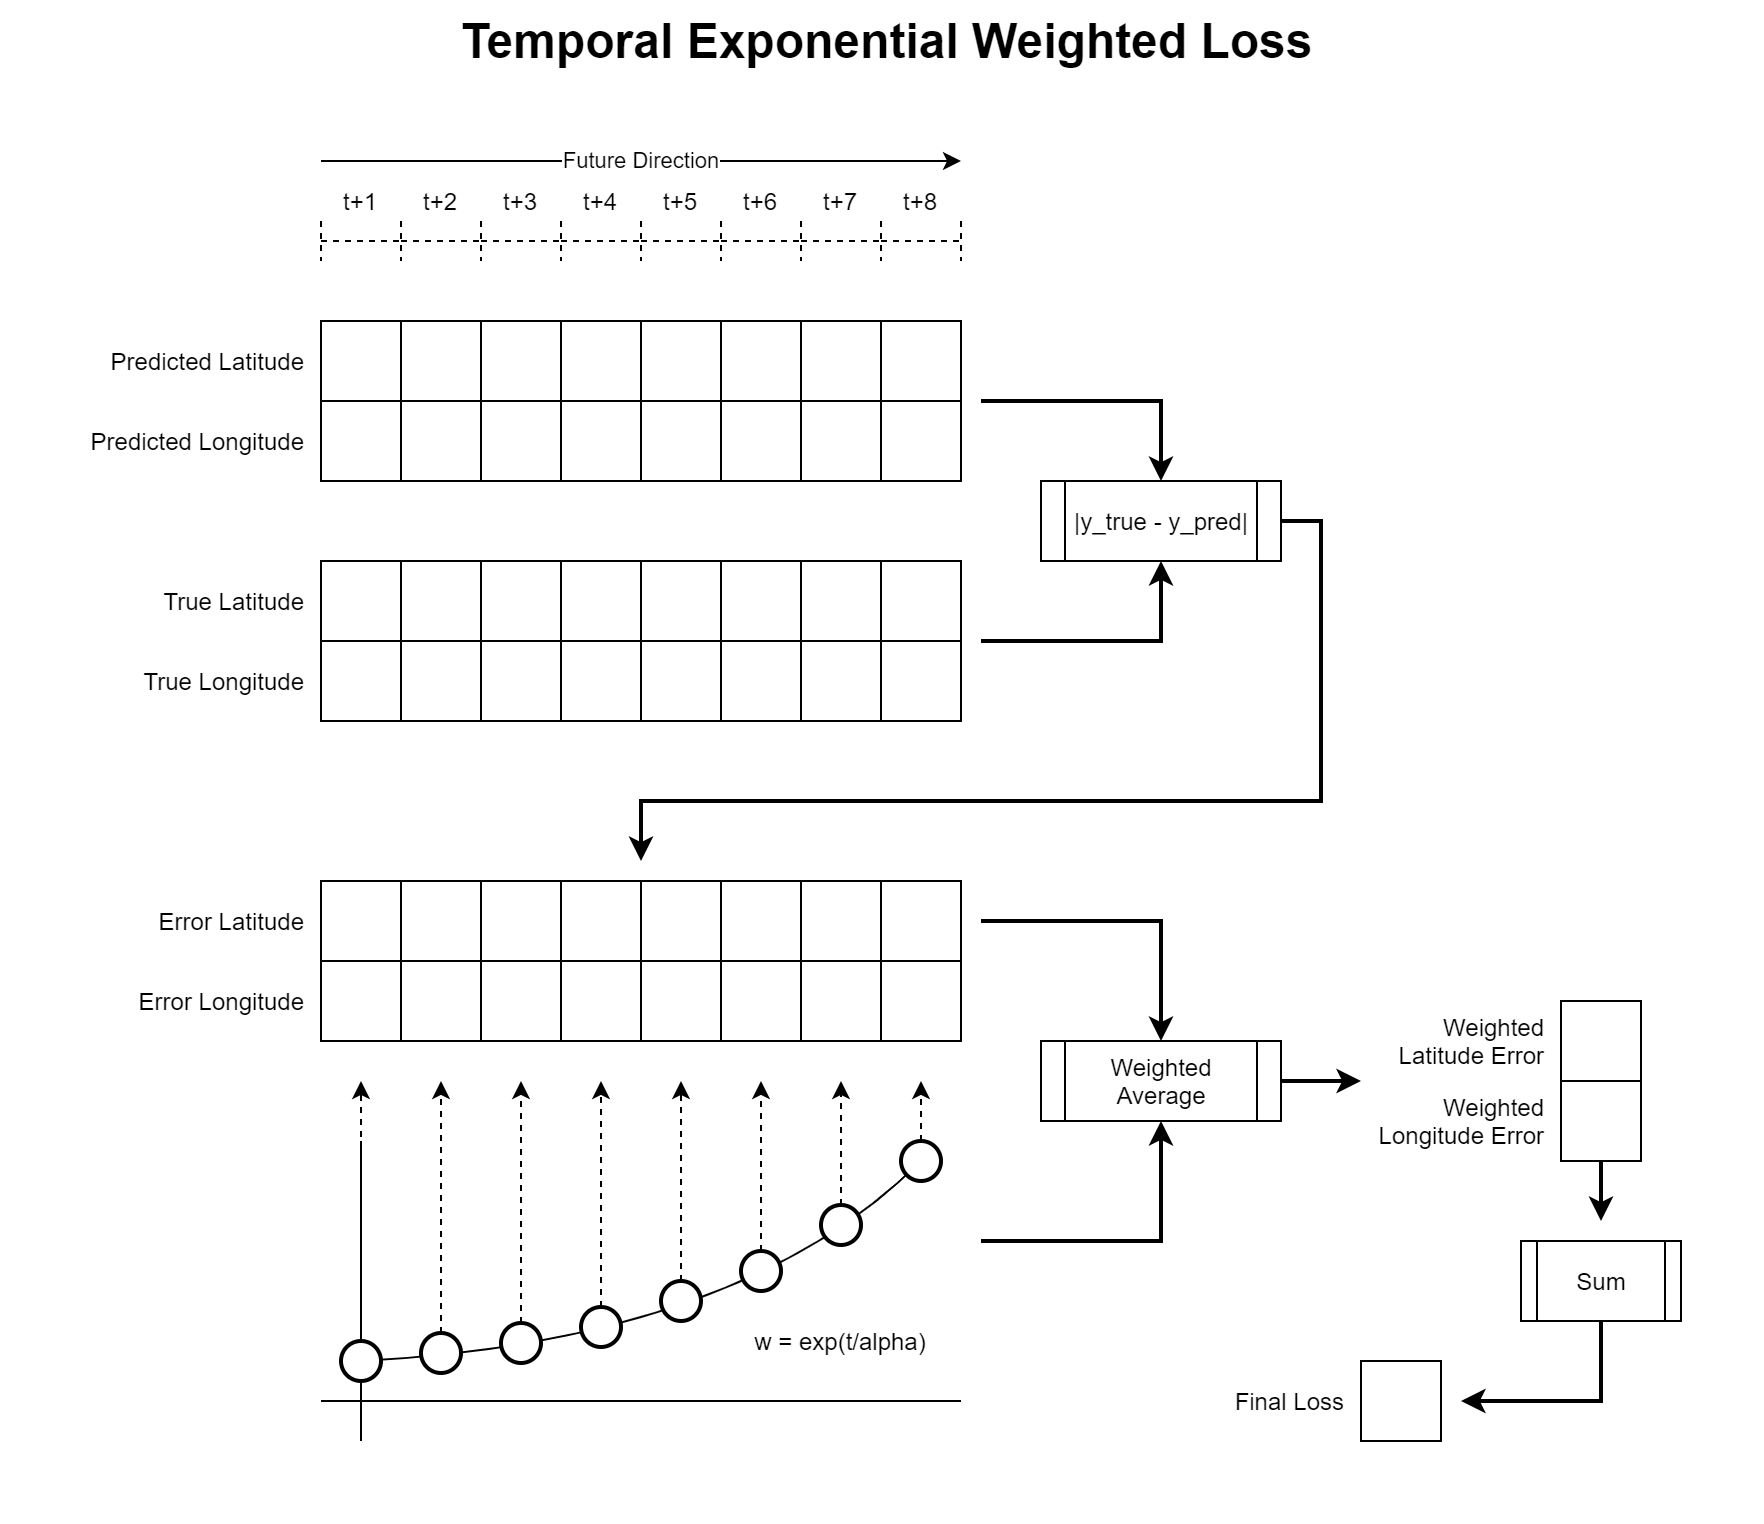 Temporal Exponential Weighted Loss
Future Direction
t+1 t+2 t+3 t+4 t+5 t+6 t+7 t+8
Predicted Latitude
Predicted Longitude
|y_true - y_pred|
True Latitude
True Longitude
Error Latitude
Error Longitude
Weighted
Average
Weighted
Latitude Error
Weighted
Longitude Error
Sum
w = exp(t/alpha)
Final Loss